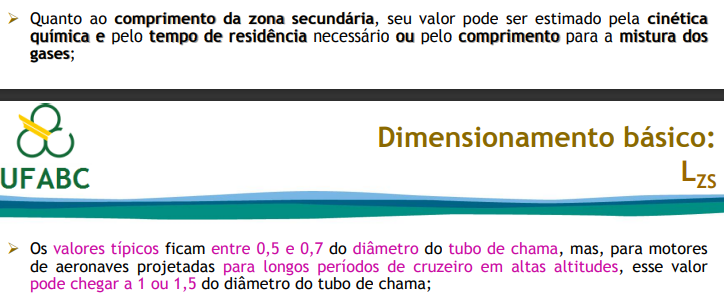 ➢ Quanto ao comprimento da zona secundária, seu valor pode ser estimado pela cinética
química e pelo tempo de residência necessário ou pelo comprimento para a mistura dos
gases;
UFABC
Dimensionamento básico:
LZS
➢ Os valores típicos ficam entre 0,5 e 0,7 do diâmetro do tubo de chama, mas, para motores
de aeronaves projetadas para longos períodos de cruzeiro em altas altitudes, esse valor
pode chegar a 1 ou 1,5 do diâmetro do tubo de chama;